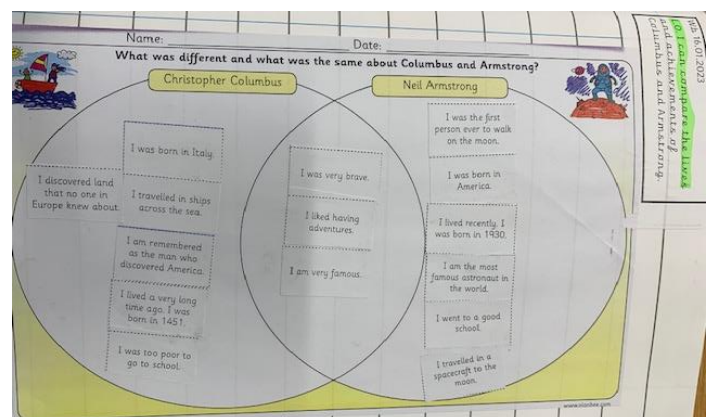 Name:
Date:
What was different and what was the same about Columbus and Armstrong?
Christopher Columbus
Neil Armstrong
I was born in Italy.
I discovered land
that no one in
Europe knew about.
I travelled in ships
across the sea.
I am remembered
as the man who
discovered America.
I lived a very long
time ago. I was
born in 1451.
I was too poor to
go to school.
I was very brave.
I liked having
adventures.
I am very famous.
I was the first
person ever to walk
on the moon.
I was born in
America.
I lived recently. I
was born in 1930.
I am the most
famous astronaut in
the world.
I went to a good
school.
I travelled in a
spacecraft to the
moon.
Wb 16.01.2023
LO. I can compare the lives
and achievements of
Columbus and Armstrong.